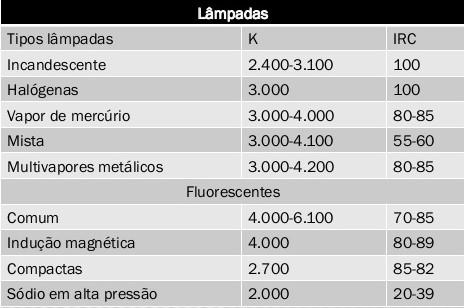 Lâmpadas
Tipos lâmpadas K IRC
Incandescente 2.400-3.100 100
Halógenas 3.000 100
Vapor de mercúrio 3.000-4.000 80-85
Mista 3.000-4.100 55-60
Multivapores metálicos 3.000-4.200 80-85
Fluorescentes
Comum 4.000-6.100 70-85
Indução magnética 4.000 80-89
Compactas 2.700 85-82
Sódio em alta pressão 2.000 20-39